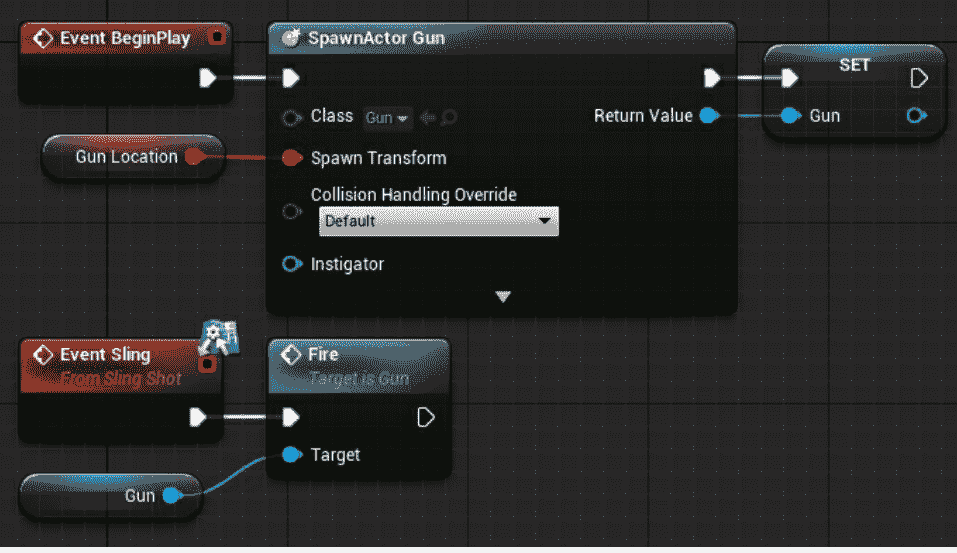 Event BeginPlay
SpawnActor Gun
SET
Class Gun
Return Value
Gun
Gun Location
Spawn Transform
Collision Handling Override
Default
Instigator
Event Sling
From Sling Shot
Fire
Target is Gun
Target
Gun